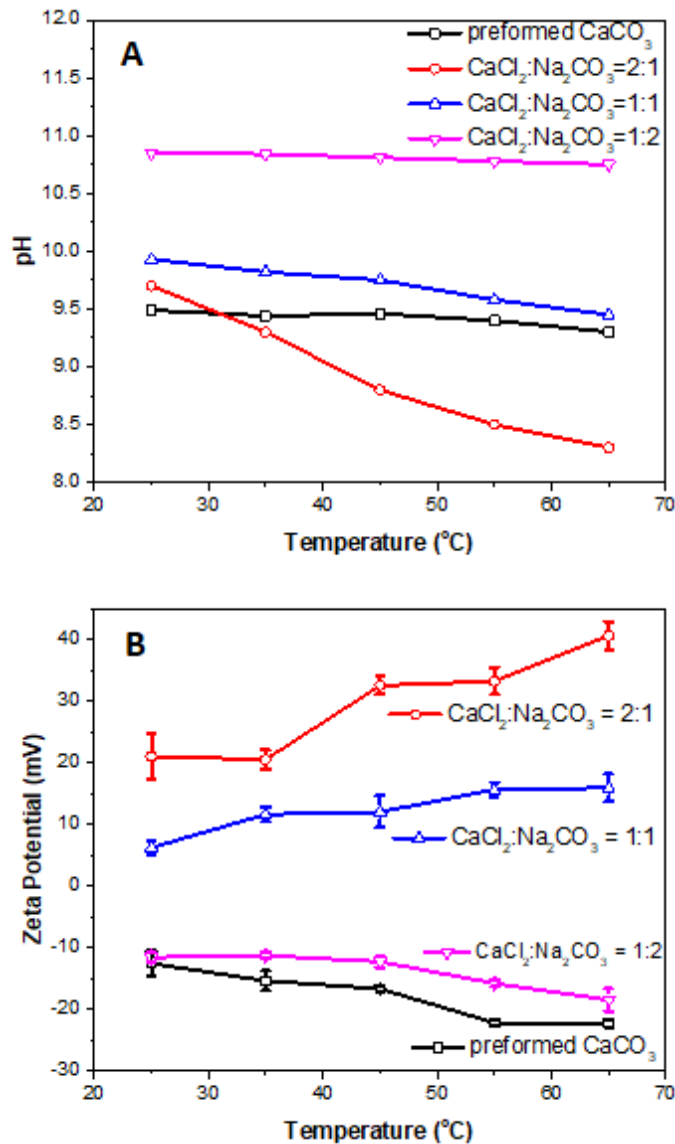 A
preformed CaCO₃
CaCl₂:Na₂CO₃=2:1
CaCl₂:Na₂CO₃=1:1
CaCl₂:Na₂CO₃=1:2
12.0
11.5
11.0
10.5
10.0
9.5
9.0
8.5
8.0
pH
20 30 40 50 60 70
Temperature (°C)
B
40
30
20
10
0
-10
-20
-30
Zeta Potential (mV)
CaCl₂:Na₂CO₃ = 2:1
CaCl₂:Na₂CO₃ = 1:1
CaCl₂:Na₂CO₃ = 1:2
preformed CaCO₃
20 30 40 50 60 70
Temperature (°C)